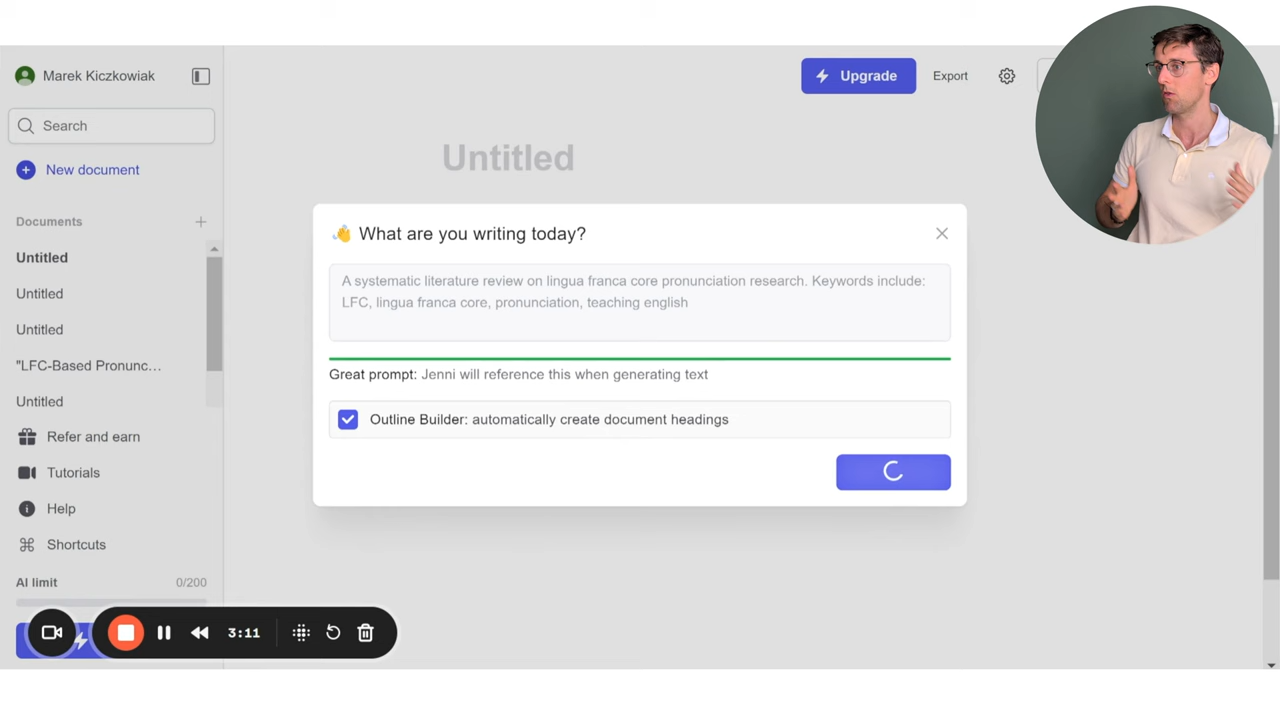 Marek Kiczkowiak
Search
New document
Documents
Untitled
Untitled
Untitled
"LFC-Based Pronunc...
Untitled
Refer and earn
Tutorials
Help
Shortcuts
AI limit 0/200
3:11
Upgrade
Export
Untitled
👋 What are you writing today?
A systematic literature review on lingua franca core pronunciation research. Keywords include:
LFC, lingua franca core, pronunciation, teaching english
Great prompt: Jenni will reference this when generating text
Outline Builder: automatically create document headings